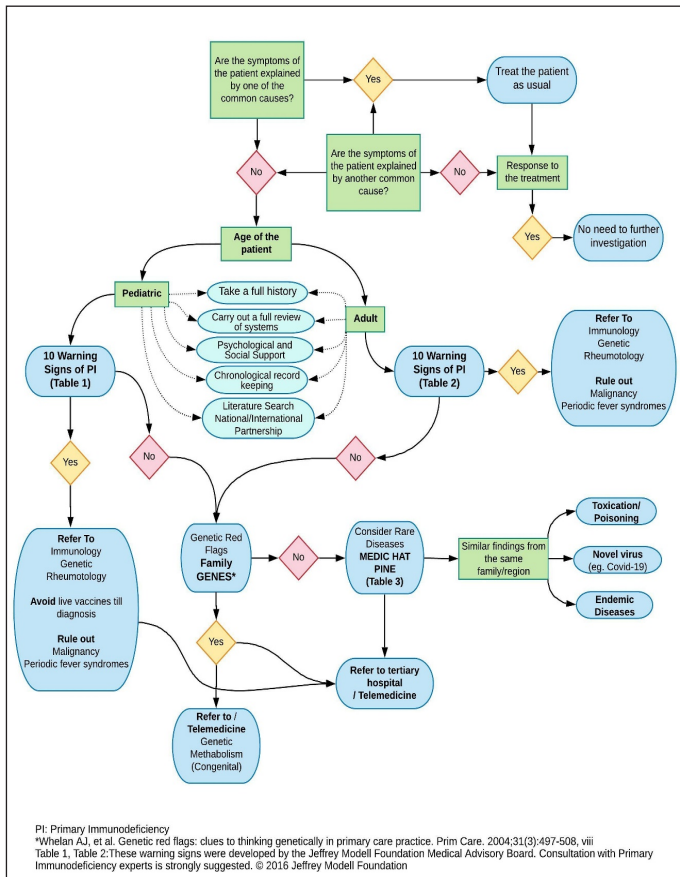 Are the symptoms of
the patient explained
by one of the
common causes?
Yes
Treat the patient
as usual
No
Are the symptoms of
the patient explained
by another common
cause?
No
Response to
the treatment
Yes
No need to further
investigation
Age of the
patient
Pediatric
Take a full history
Carry out a full review
of systems
Psychological and
Social Support
Chronological record
keeping
Literature Search
National/International
Partnership
Adult
10 Warning
Signs of PI
(Table 1)
10 Warning
Signs of PI
(Table 2)
Yes
Refer To
Immunology
Genetic
Rheumotology
Rule out
Malignancy
Periodic fever syndromes
Yes
No
No
Refer To
Immunology
Genetic
Rheumotology
Avoid live vaccines till
diagnosis
Rule out
Malignancy
Periodic fever syndromes
Genetic Red
Flags
Family
GENES*
No
Consider Rare
Diseases
MEDIC HAT
PINE
(Table 3)
Similar findings from
the same
family/region
Toxication/
Poisoning
Novel virus
(eg. Covid-19)
Endemic
Diseases
Yes
Refer to tertiary
hospital
/ Telemedicine
Refer to /
Telemedicine
Genetic
Methabolism
(Congenital)
PI: Primary Immunodeficiency
*Whelan AJ, et al. Genetic red flags: clues to thinking genetically in primary care practice. Prim Care. 2004;31(3):497-508, viii
Table 1, Table 2:These warning signs were developed by the Jeffrey Modell Foundation Medical Advisory Board. Consultation with Primary
Immunodeficiency experts is strongly suggested. © 2016 Jeffrey Modell Foundation